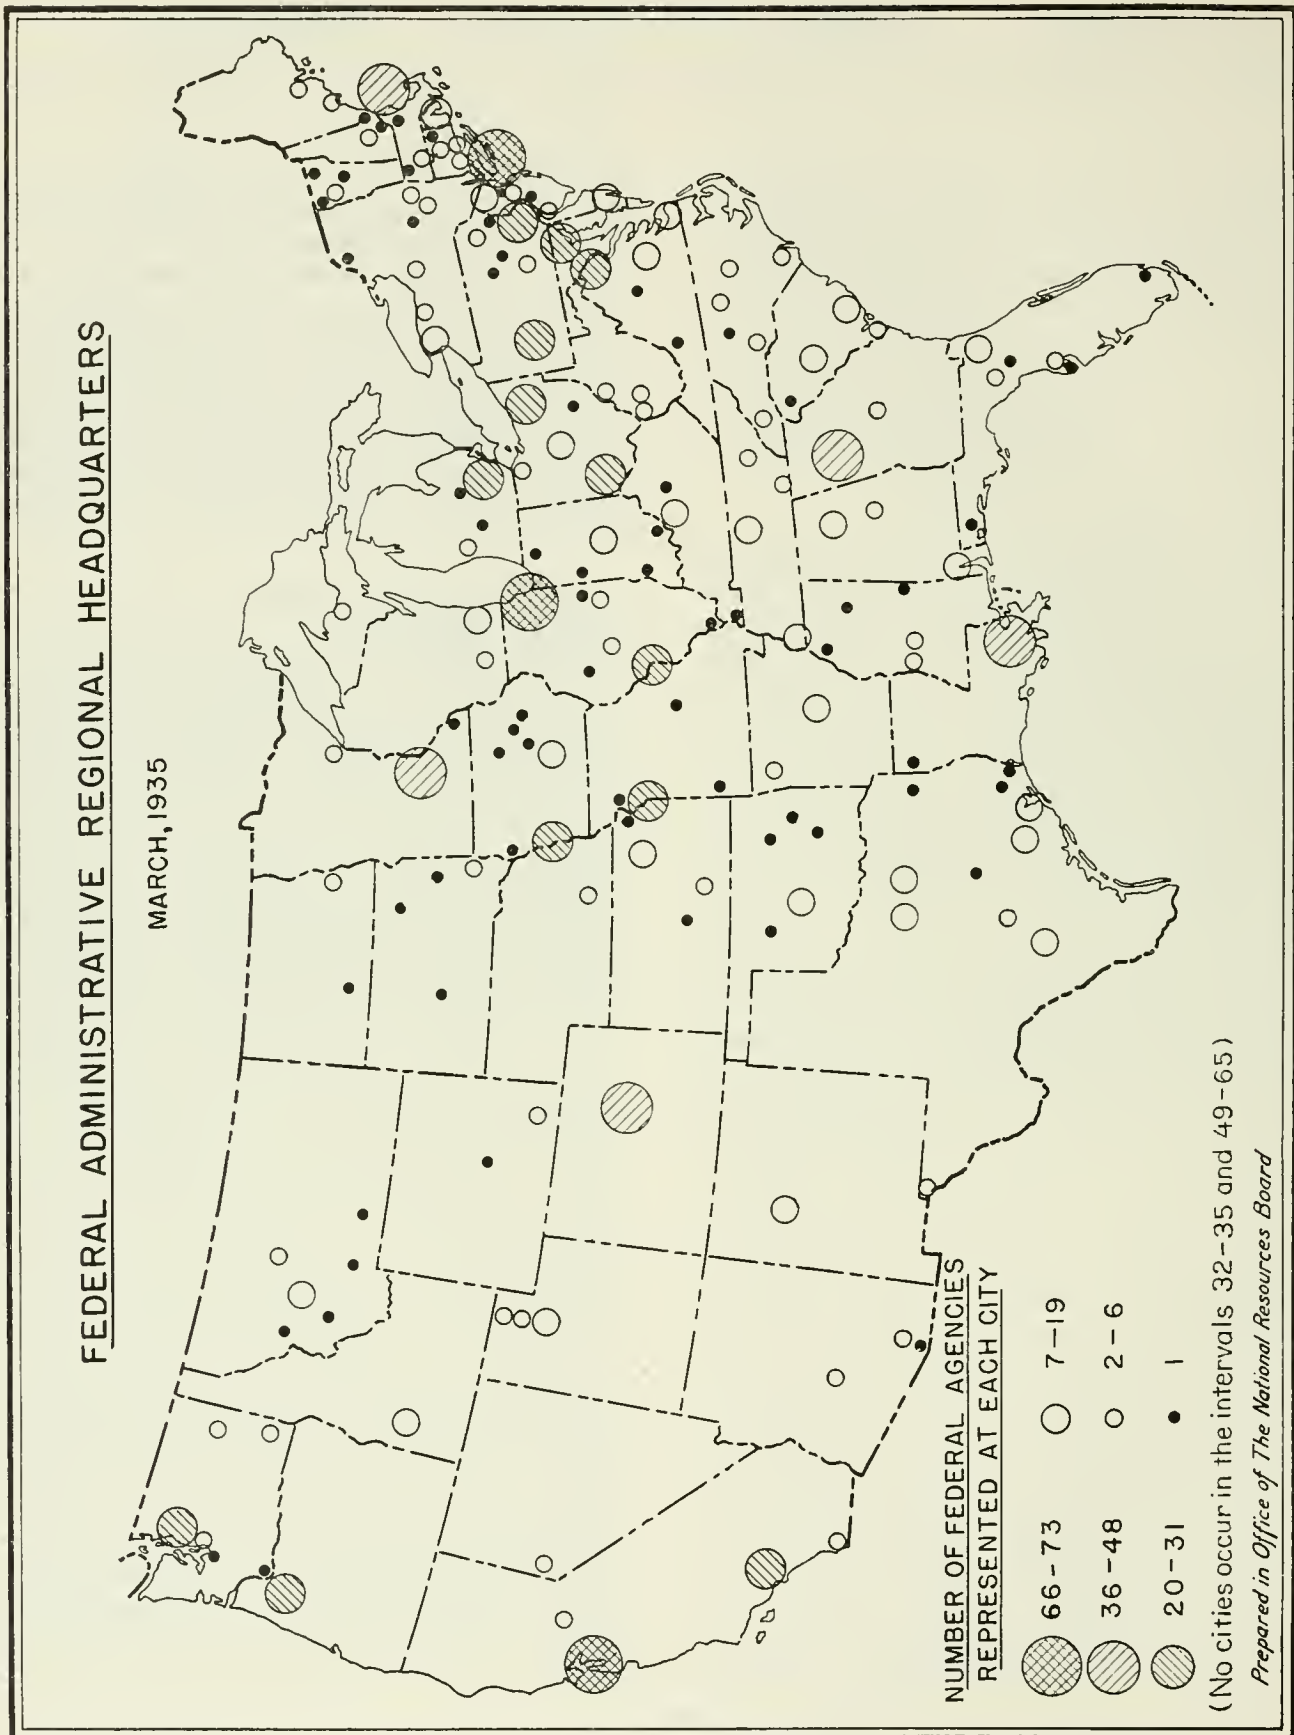 FEDERAL ADMINISTRATIVE REGIONAL HEADQUARTERS
MARCH, 1935
NUMBER OF FEDERAL AGENCIES
REPRESENTED AT EACH CITY
66-73 7-19
36-48 2-6
20-31 1
(No cities occur in the intervals 32-35 and 49-65)
Prepared in Office of The National Resources Board